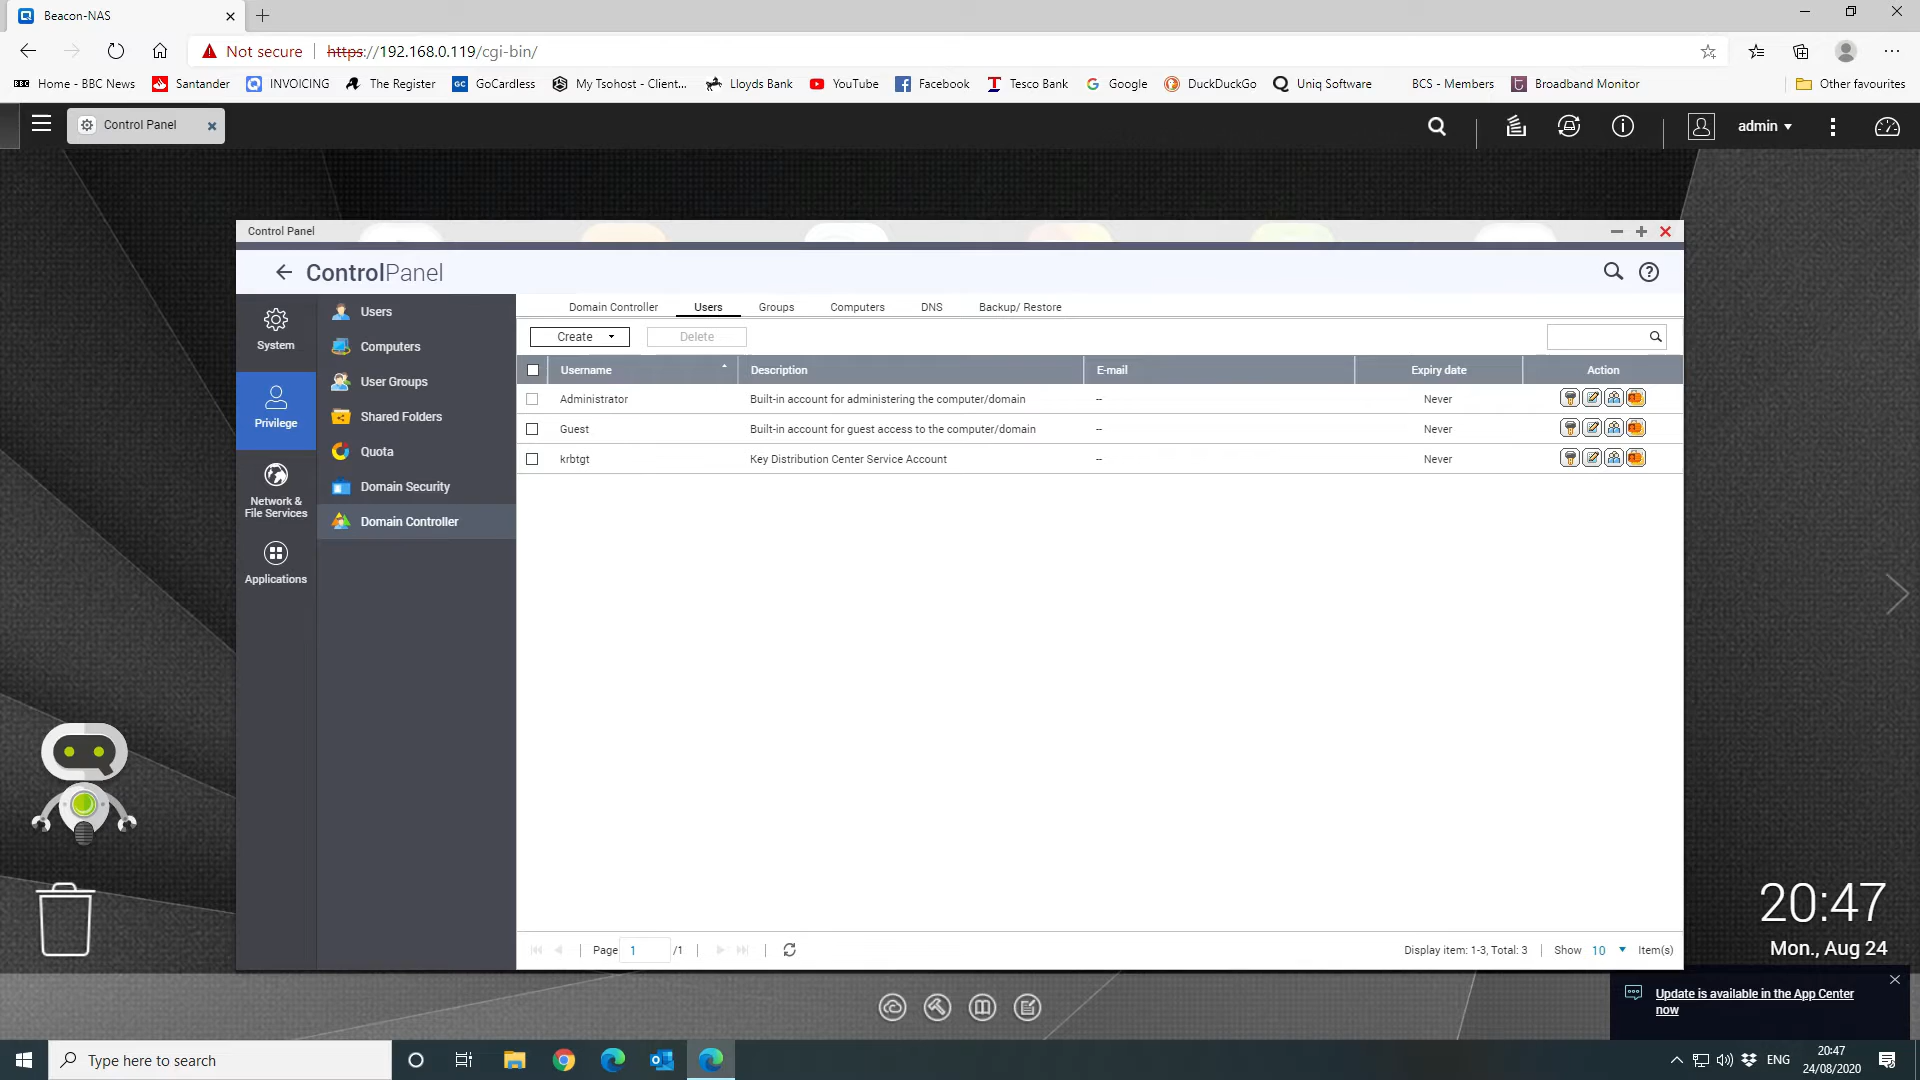 Beacon-NAS
Not secure
https://192.168.0.119/cgi-bin/
BBC Home - BBC News
Santander
INVOICING
The Register
GC GoCardless
My Tsohost - Client...
Lloyds Bank
YouTube
Facebook
Tesco Bank
Google
DuckDuckGo
Uniq Software
BCS - Members
Broadband Monitor
Other favourites
Control Panel
admin
Control Panel
ControlPanel
System
Privilege
Network &
File Services
Applications
Users
Computers
User Groups
Shared Folders
Quota
Domain Security
Domain Controller
Domain Controller Users Groups Computers DNS Backup/ Restore
Create Delete
Username Description E-mail Expiry date Action
Administrator Built-in account for administering the computer/domain -- Never
Guest Built-in account for guest access to the computer/domain -- Never
krbtgt Key Distribution Center Service Account -- Never
Page 1 /1
Display item: 1-3, Total: 3 | Show 10 Item(s)
20:47
Mon., Aug 24
Update is available in the App Center
now
Type here to search
ENG
20:47
24/08/2020